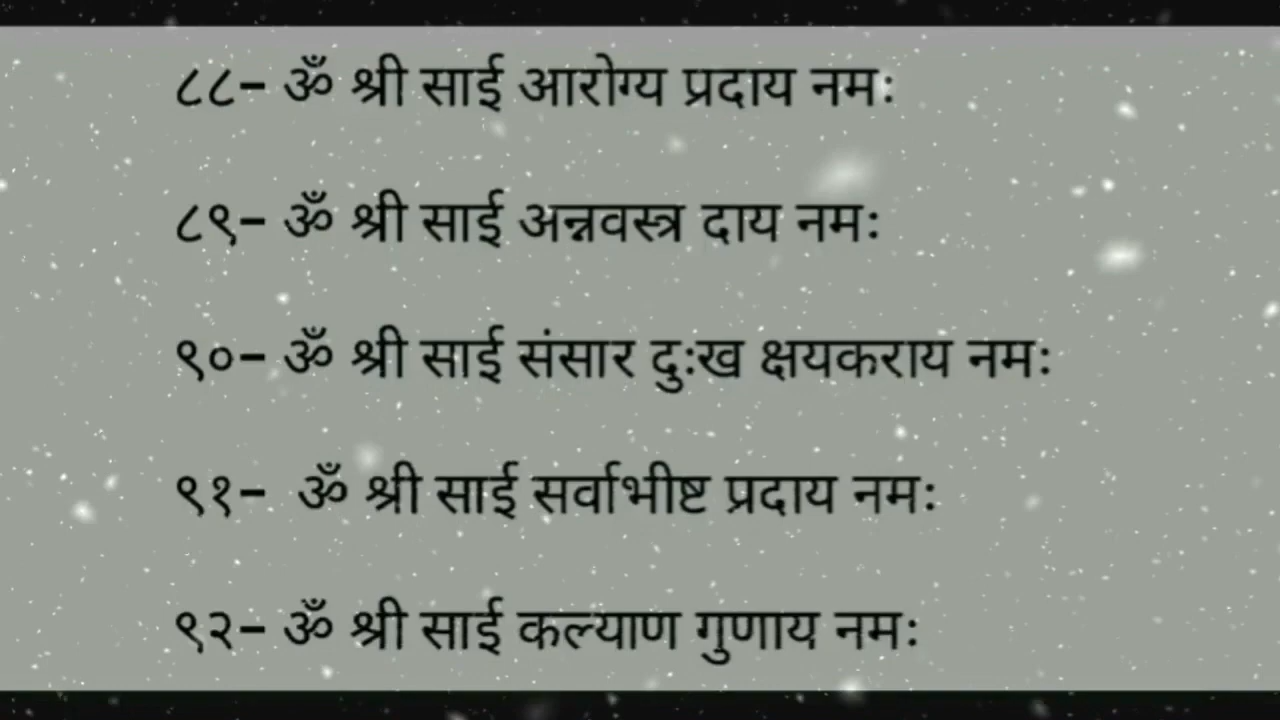 ८८- ॐ श्री साई आरोग्य प्रदाय नमः
८९- ॐ श्री साई अन्नवस्त्र दाय नमः
९०- ॐ श्री साई संसार दुःख क्षयकराय नमः
९१- ॐ श्री साई सर्वाभीष्ट प्रदाय नमः
९२- ॐ श्री साई कल्याण गुणाय नमः